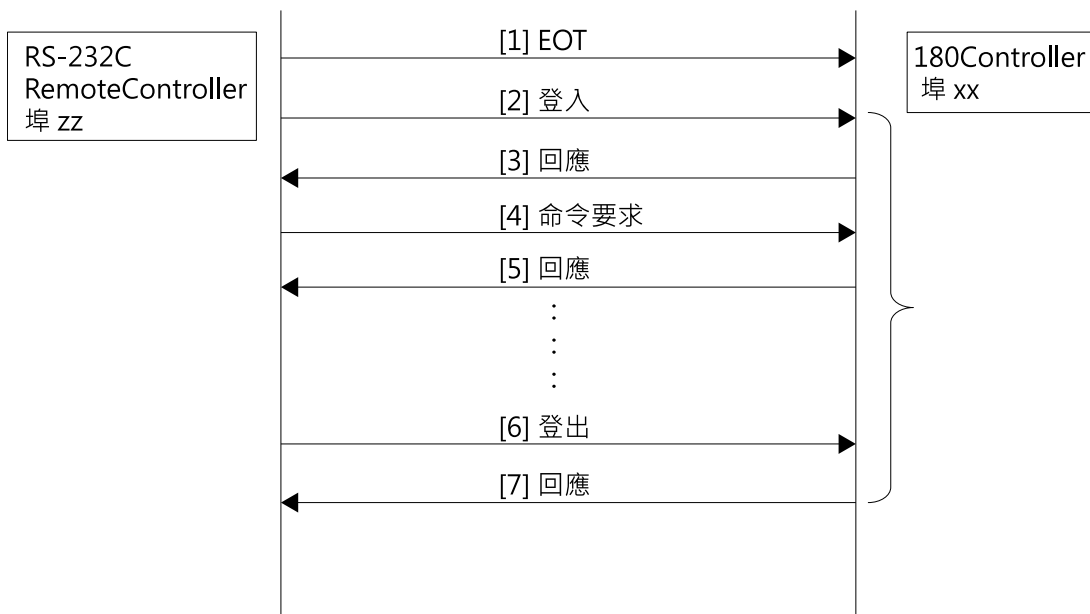 RS-232C
RemoteController
埠 zz
180Controller
埠 xx
[1] EOT
[2] 登入
[3] 回應
[4] 命令要求
[5] 回應
[6] 登出
[7] 回應